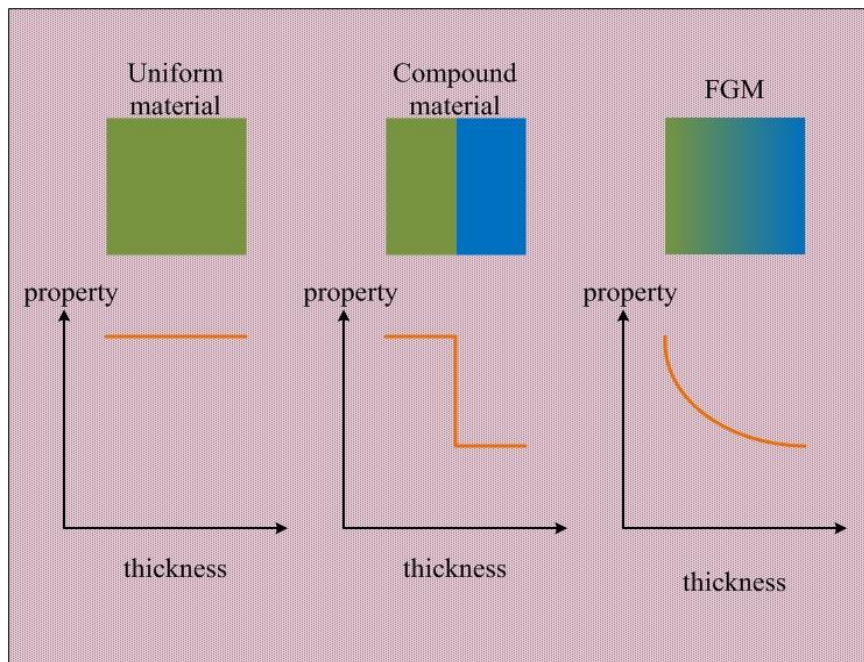 Uniform
material
Compound
material
FGM
property
property
property
thickness
thickness
thickness